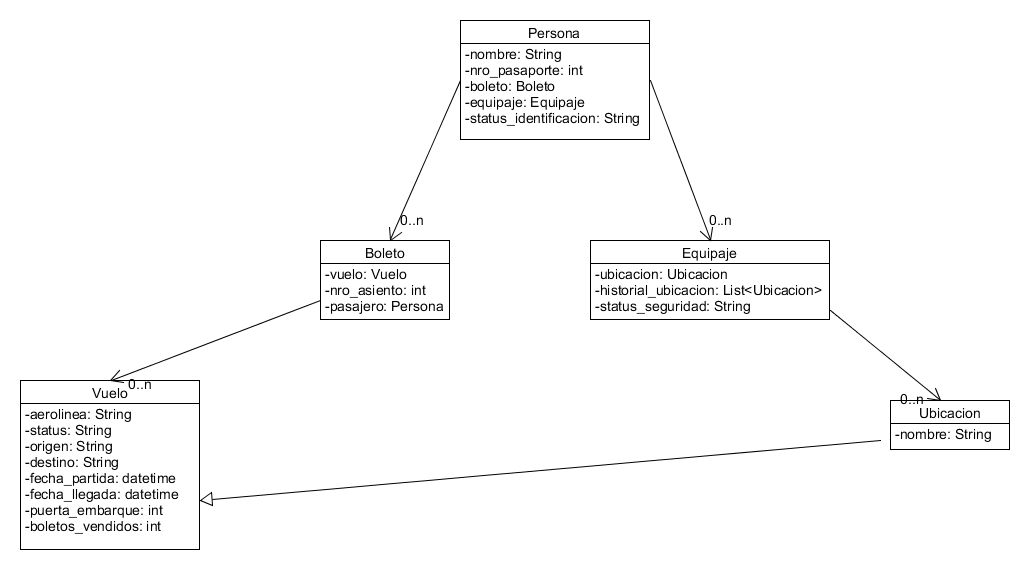 Persona
-nombre: String
-nro_pasaporte: int
-boleto: Boleto
-equipaje: Equipaje
-status_identificacion: String
0..n
0..n
Boleto
-vuelo: Vuelo
-nro_asiento: int
-pasajero: Persona
Equipaje
-ubicacion: Ubicacion
-historial_ubicacion: List<Ubicacion>
-status_seguridad: String
0..n
Vuelo
-aerolinea: String
-status: String
-origen: String
-destino: String
-fecha_partida: datetime
-fecha_llegada: datetime
-puerta_embarque: int
-boletos_vendidos: int
0..n
Ubicacion
-nombre: String